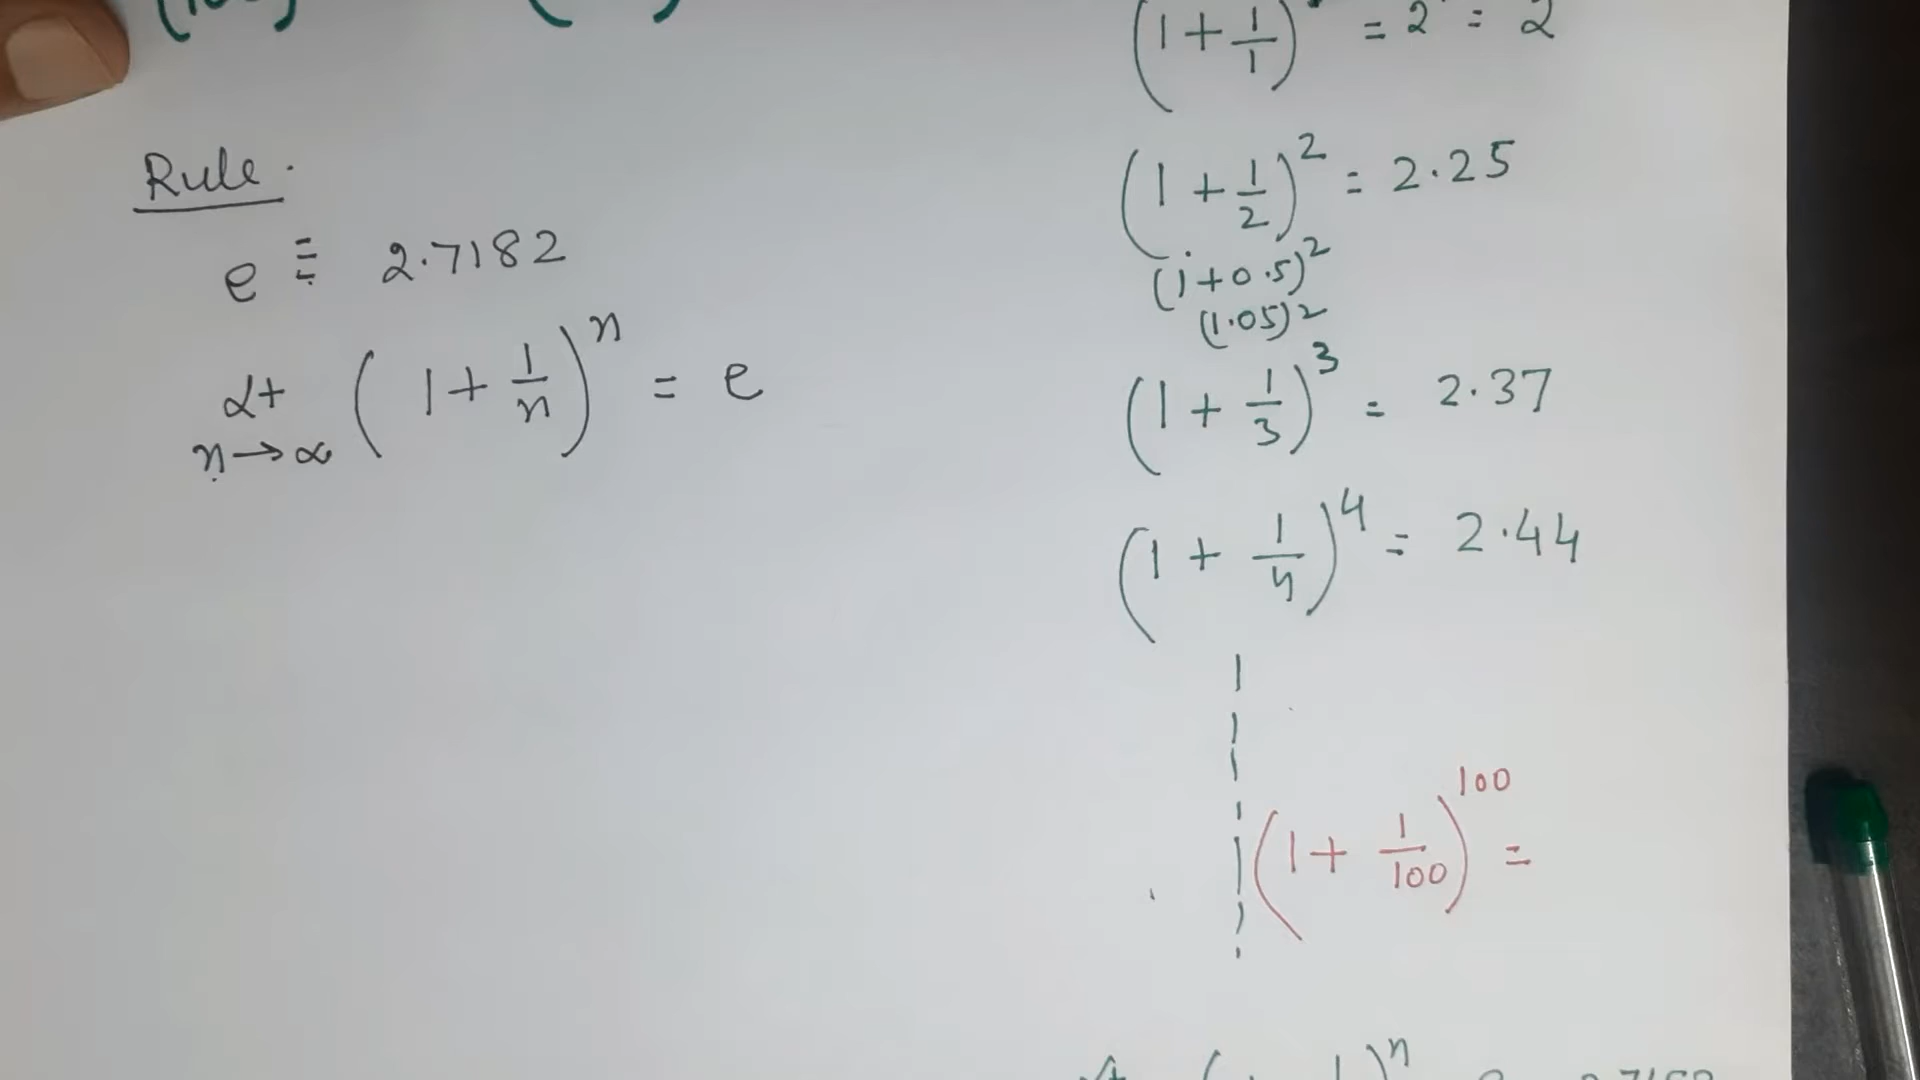 Rule.
e ≡ 2.7182
Lt (1 + 1/n)^n = e
n→∞
(1 + 1/1) = 2 = 2
(1 + 1/2)^2 = 2.25
(1+0.5)^2
(1.05)^2
(1 + 1/3)^3 = 2.37
(1 + 1/4)^4 = 2.44
(1 + 1/100)^100 =